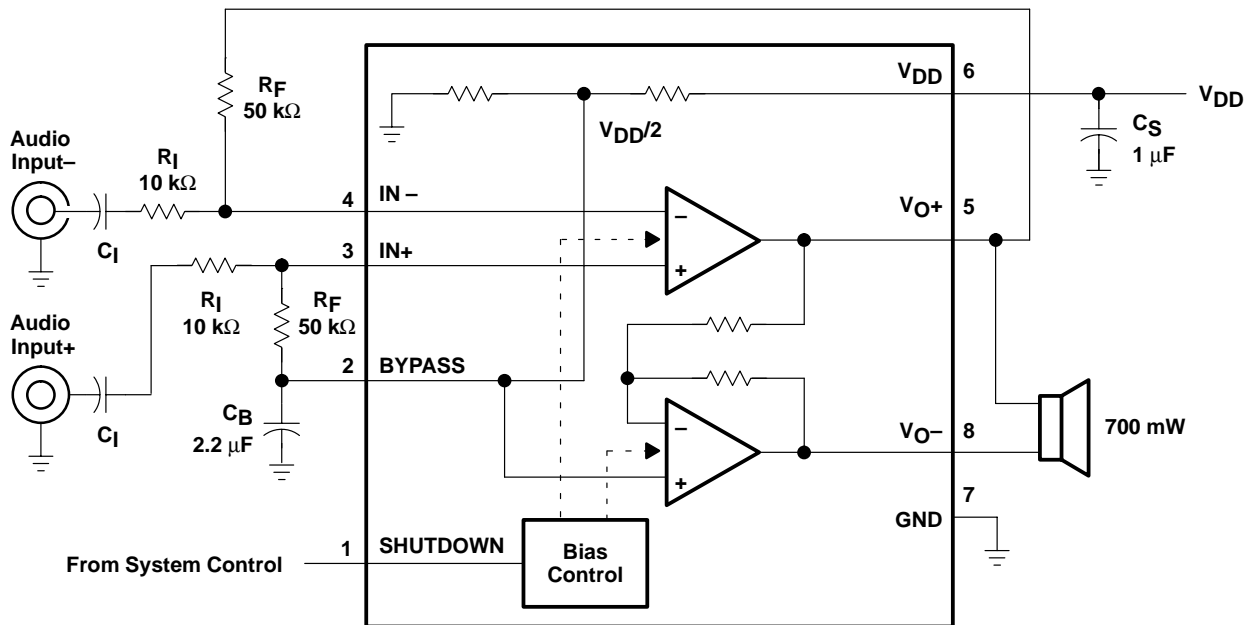 VDD
6
RF
50 kΩ
VDD
VDD/2
CS
1 μF
Audio
Input–
RI
10 kΩ
CI
4
IN –
–
+
VO+
5
3
IN+
RI
10 kΩ
RF
50 kΩ
Audio
Input+
CI
2
BYPASS
CB
2.2 μF
–
+
VO–
8
700 mW
7
GND
From System Control
1
SHUTDOWN
Bias
Control